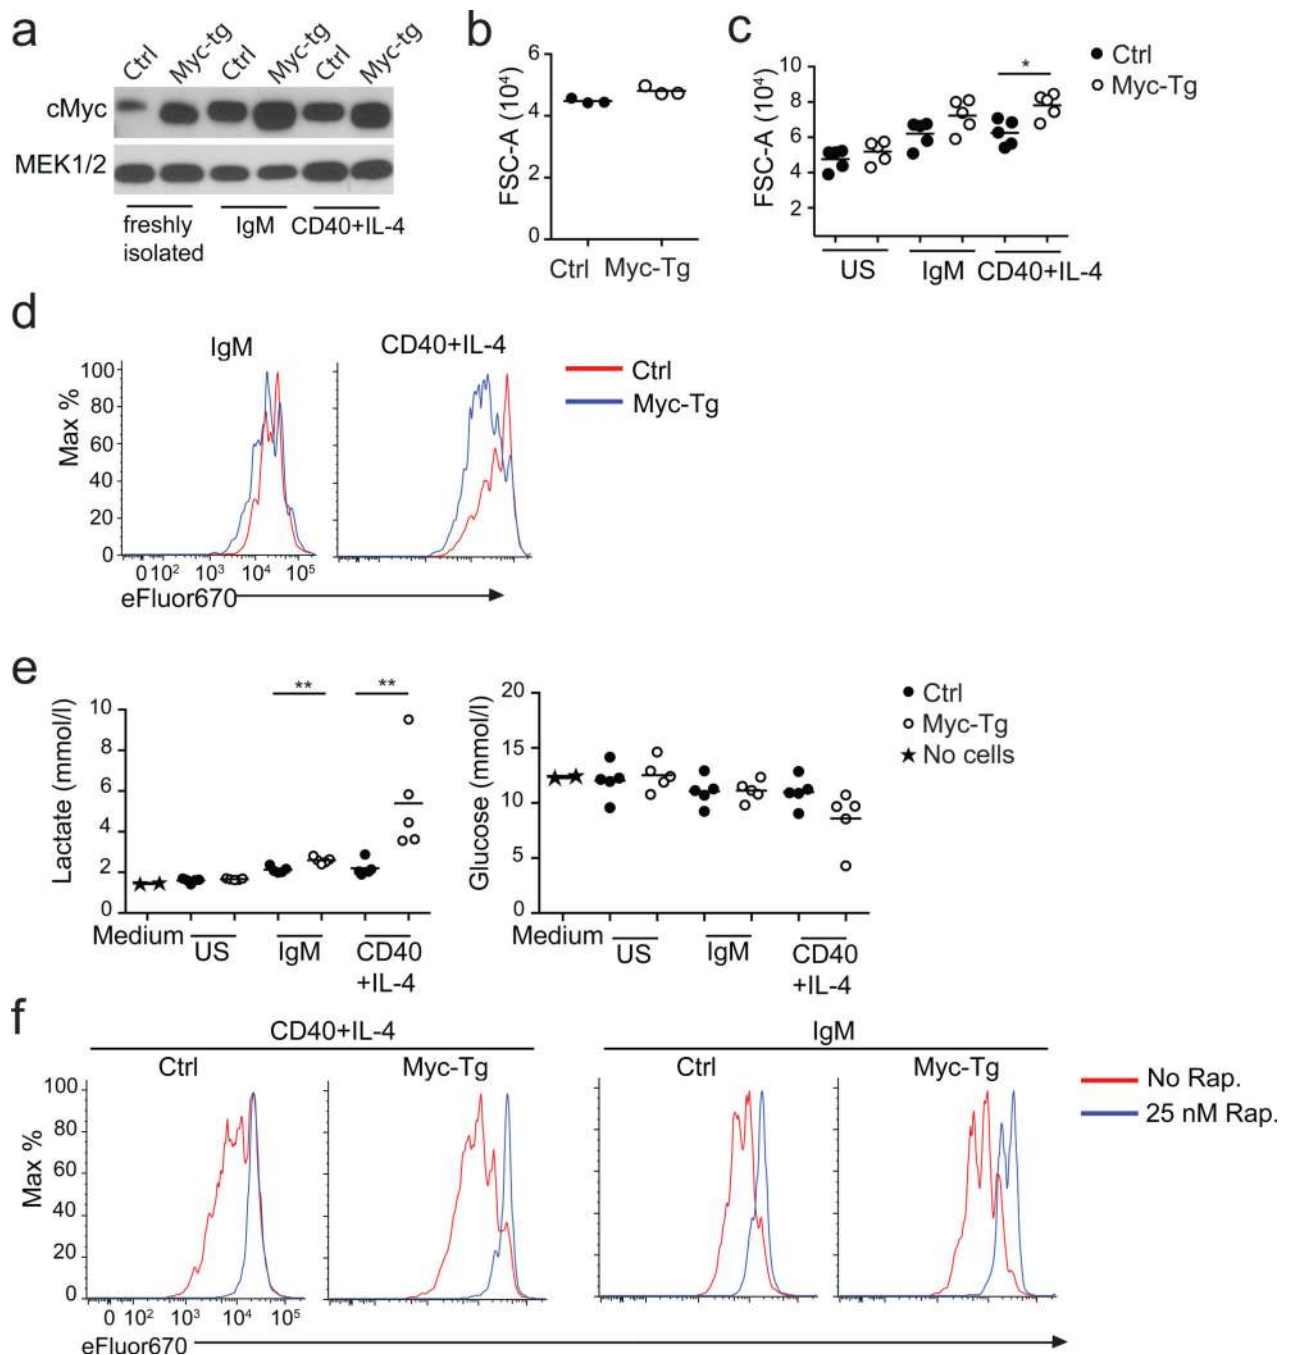 a
Ctrl Myc-tg Ctrl Myc-tg Ctrl Myc-tg
cMyc
MEK1/2
freshly isolated
IgM
CD40+IL-4
b
FSC-A (10⁴)
6
4
2
0
Ctrl Myc-Tg
c
FSC-A (10⁴)
10
8
6
4
2
*
US IgM CD40+IL-4
Ctrl
Myc-Tg
d
IgM CD40+IL-4
Max %
100
80
60
40
20
0
0 10² 10³ 10⁴ 10⁵
eFluor670
Ctrl
Myc-Tg
e
Lactate (mmol/l)
10
8
6
4
2
0
** **
Medium US IgM CD40
+IL-4
Glucose (mmol/l)
20
15
10
5
0
Medium US IgM CD40
+IL-4
Ctrl
Myc-Tg
No cells
f
CD40+IL-4 IgM
Ctrl Myc-Tg Ctrl Myc-Tg
Max %
100
80
60
40
20
0
0 10² 10³ 10⁴ 10⁵
eFluor670
No Rap.
25 nM Rap.